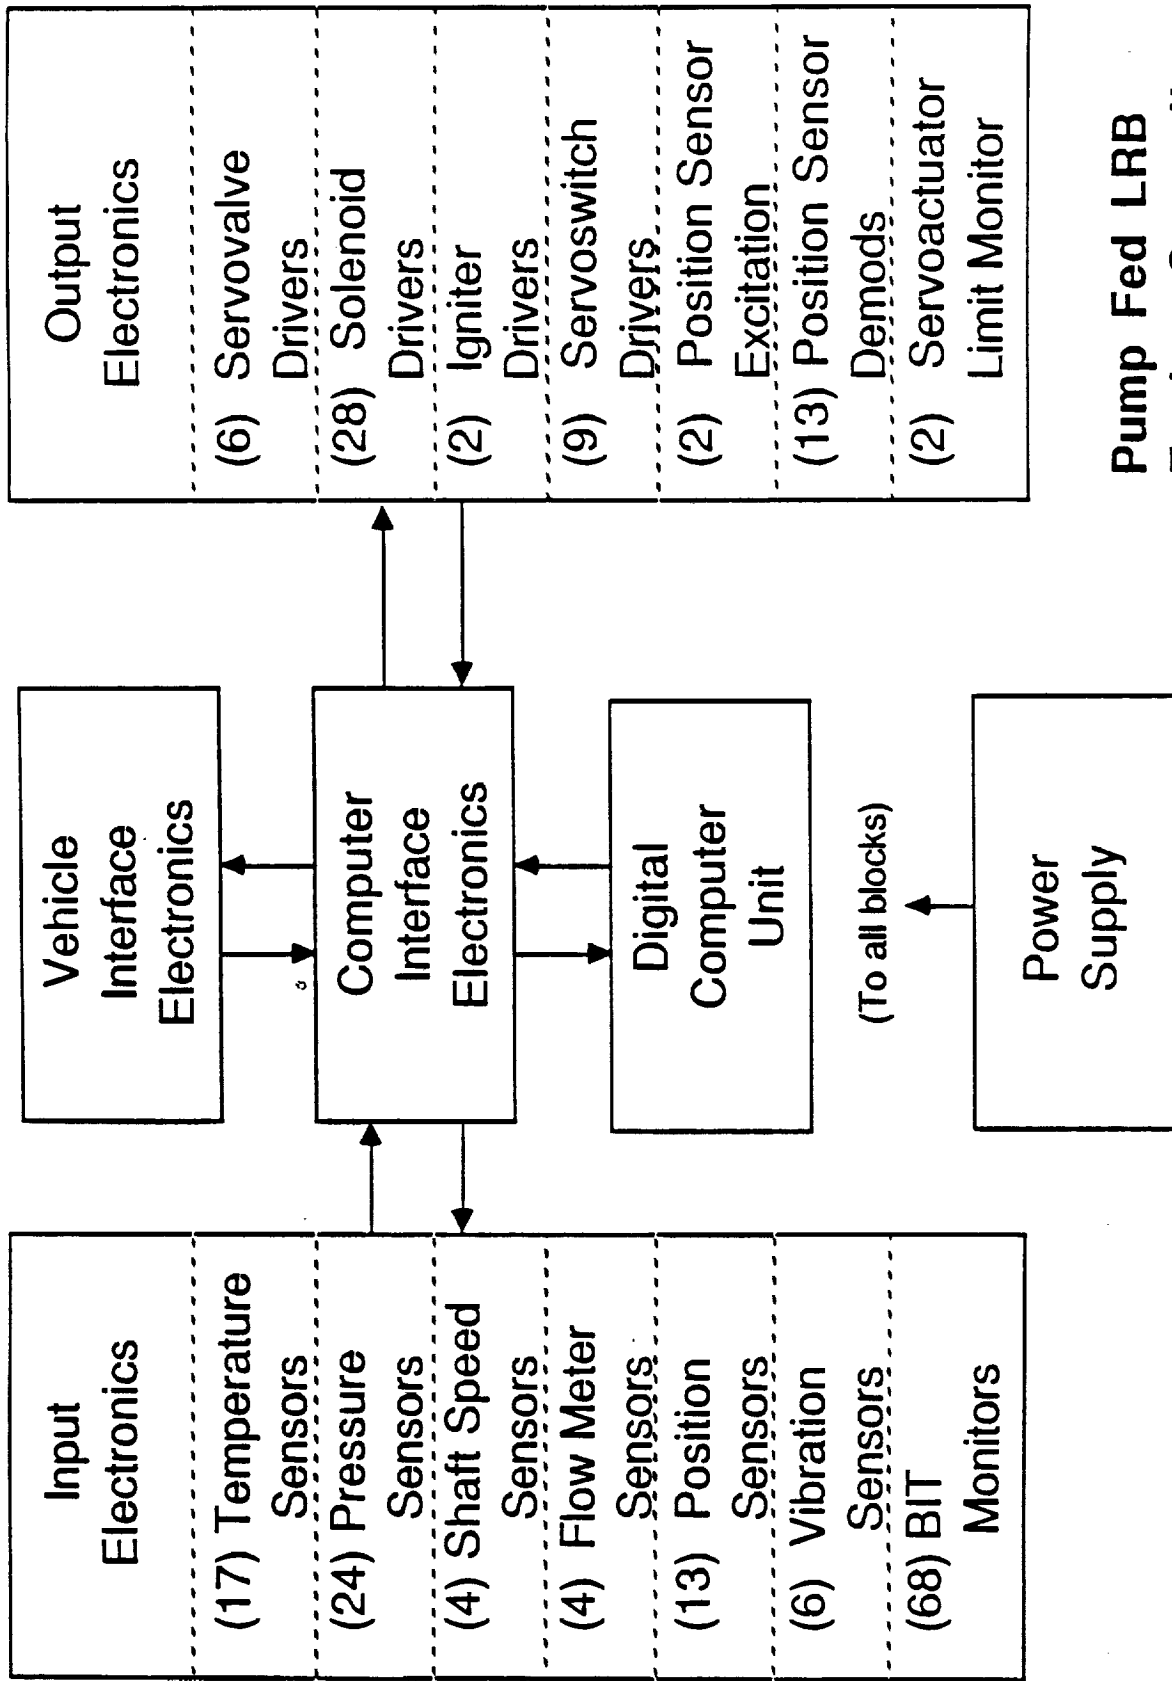 Input
Electronics
(17) Temperature
Sensors
(24) Pressure
Sensors
(4) Shaft Speed
Sensors
(4) Flow Meter
Sensors
(13) Position
Sensors
(6) Vibration
Sensors
(68) BIT
Monitors
Vehicle
Interface
Electronics
Computer
Interface
Electronics
Digital
Computer
Unit
(To all blocks)
Power
Supply
Output
Electronics
(6) Servovalve
Drivers
(28) Solenoid
Drivers
(2) Igniter
Drivers
(9) Servoswitch
Drivers
(2) Position Sensor
Excitation
(13) Position Sensor
Demods
(2) Servoactuator
Limit Monitor
Pump Fed LRB